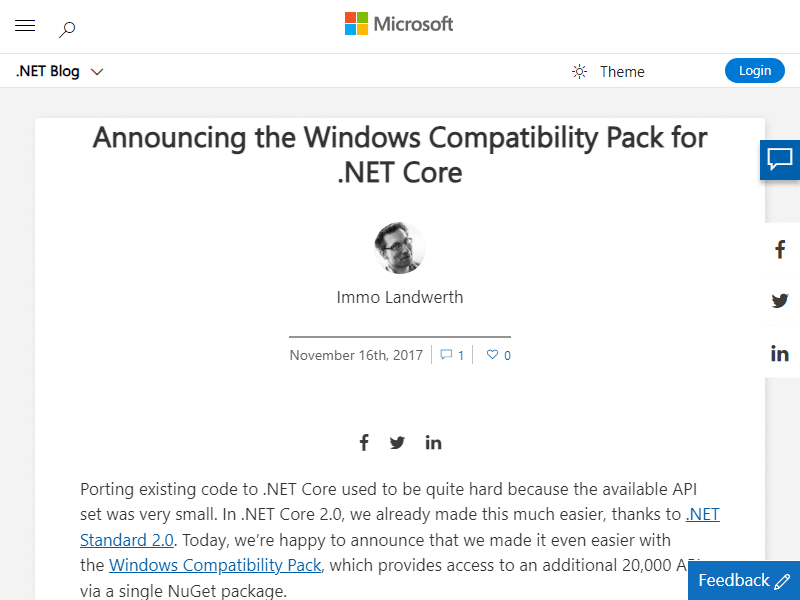 Microsoft
.NET Blog
Theme
Login
Announcing the Windows Compatibility Pack for
.NET Core
Immo Landwerth
November 16th, 2017
1
0
Porting existing code to .NET Core used to be quite hard because the available API
set was very small. In .NET Core 2.0, we already made this much easier, thanks to .NET
Standard 2.0. Today, we’re happy to announce that we made it even easier with
the Windows Compatibility Pack, which provides access to an additional 20,000
via a single NuGet package.
Feedback